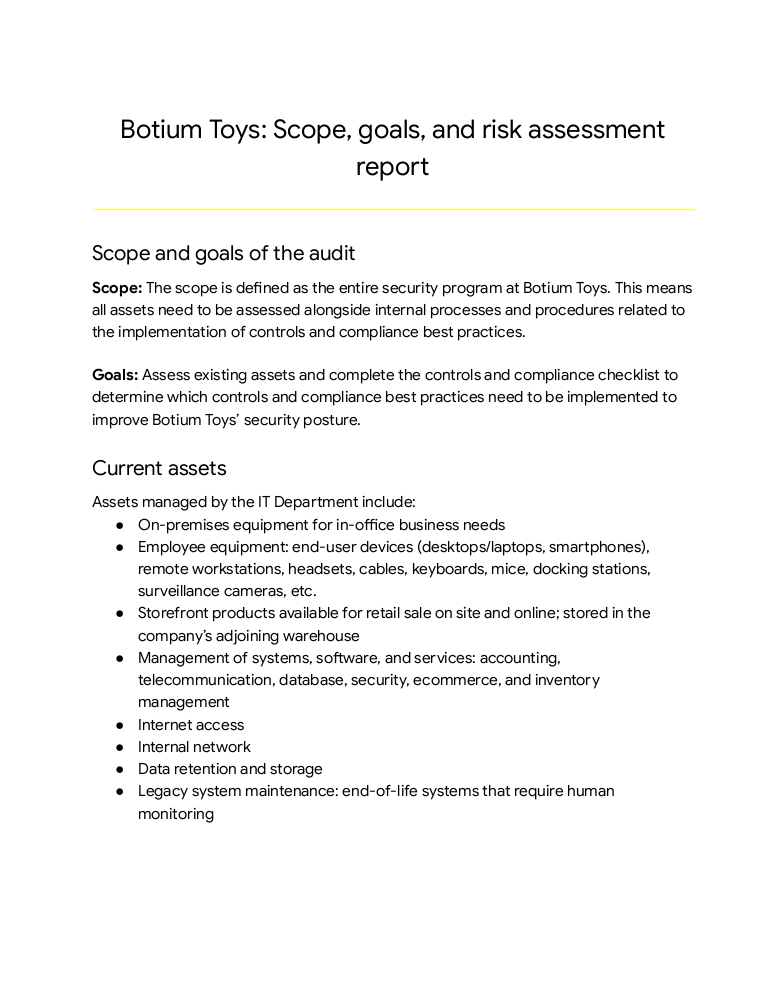 Botium Toys: Scope, goals, and risk assessment
report
Scope and goals of the audit
Scope: The scope is defined as the entire security program at Botium Toys. This means
all assets need to be assessed alongside internal processes and procedures related to
the implementation of controls and compliance best practices.
Goals: Assess existing assets and complete the controls and compliance checklist to
determine which controls and compliance best practices need to be implemented to
improve Botium Toys’ security posture.
Current assets
Assets managed by the IT Department include:
● On-premises equipment for in-office business needs
● Employee equipment: end-user devices (desktops/laptops, smartphones),
remote workstations, headsets, cables, keyboards, mice, docking stations,
surveillance cameras, etc.
● Storefront products available for retail sale on site and online; stored in the
company’s adjoining warehouse
● Management of systems, software, and services: accounting,
telecommunication, database, security, ecommerce, and inventory
management
● Internet access
● Internal network
● Data retention and storage
● Legacy system maintenance: end-of-life systems that require human
monitoring